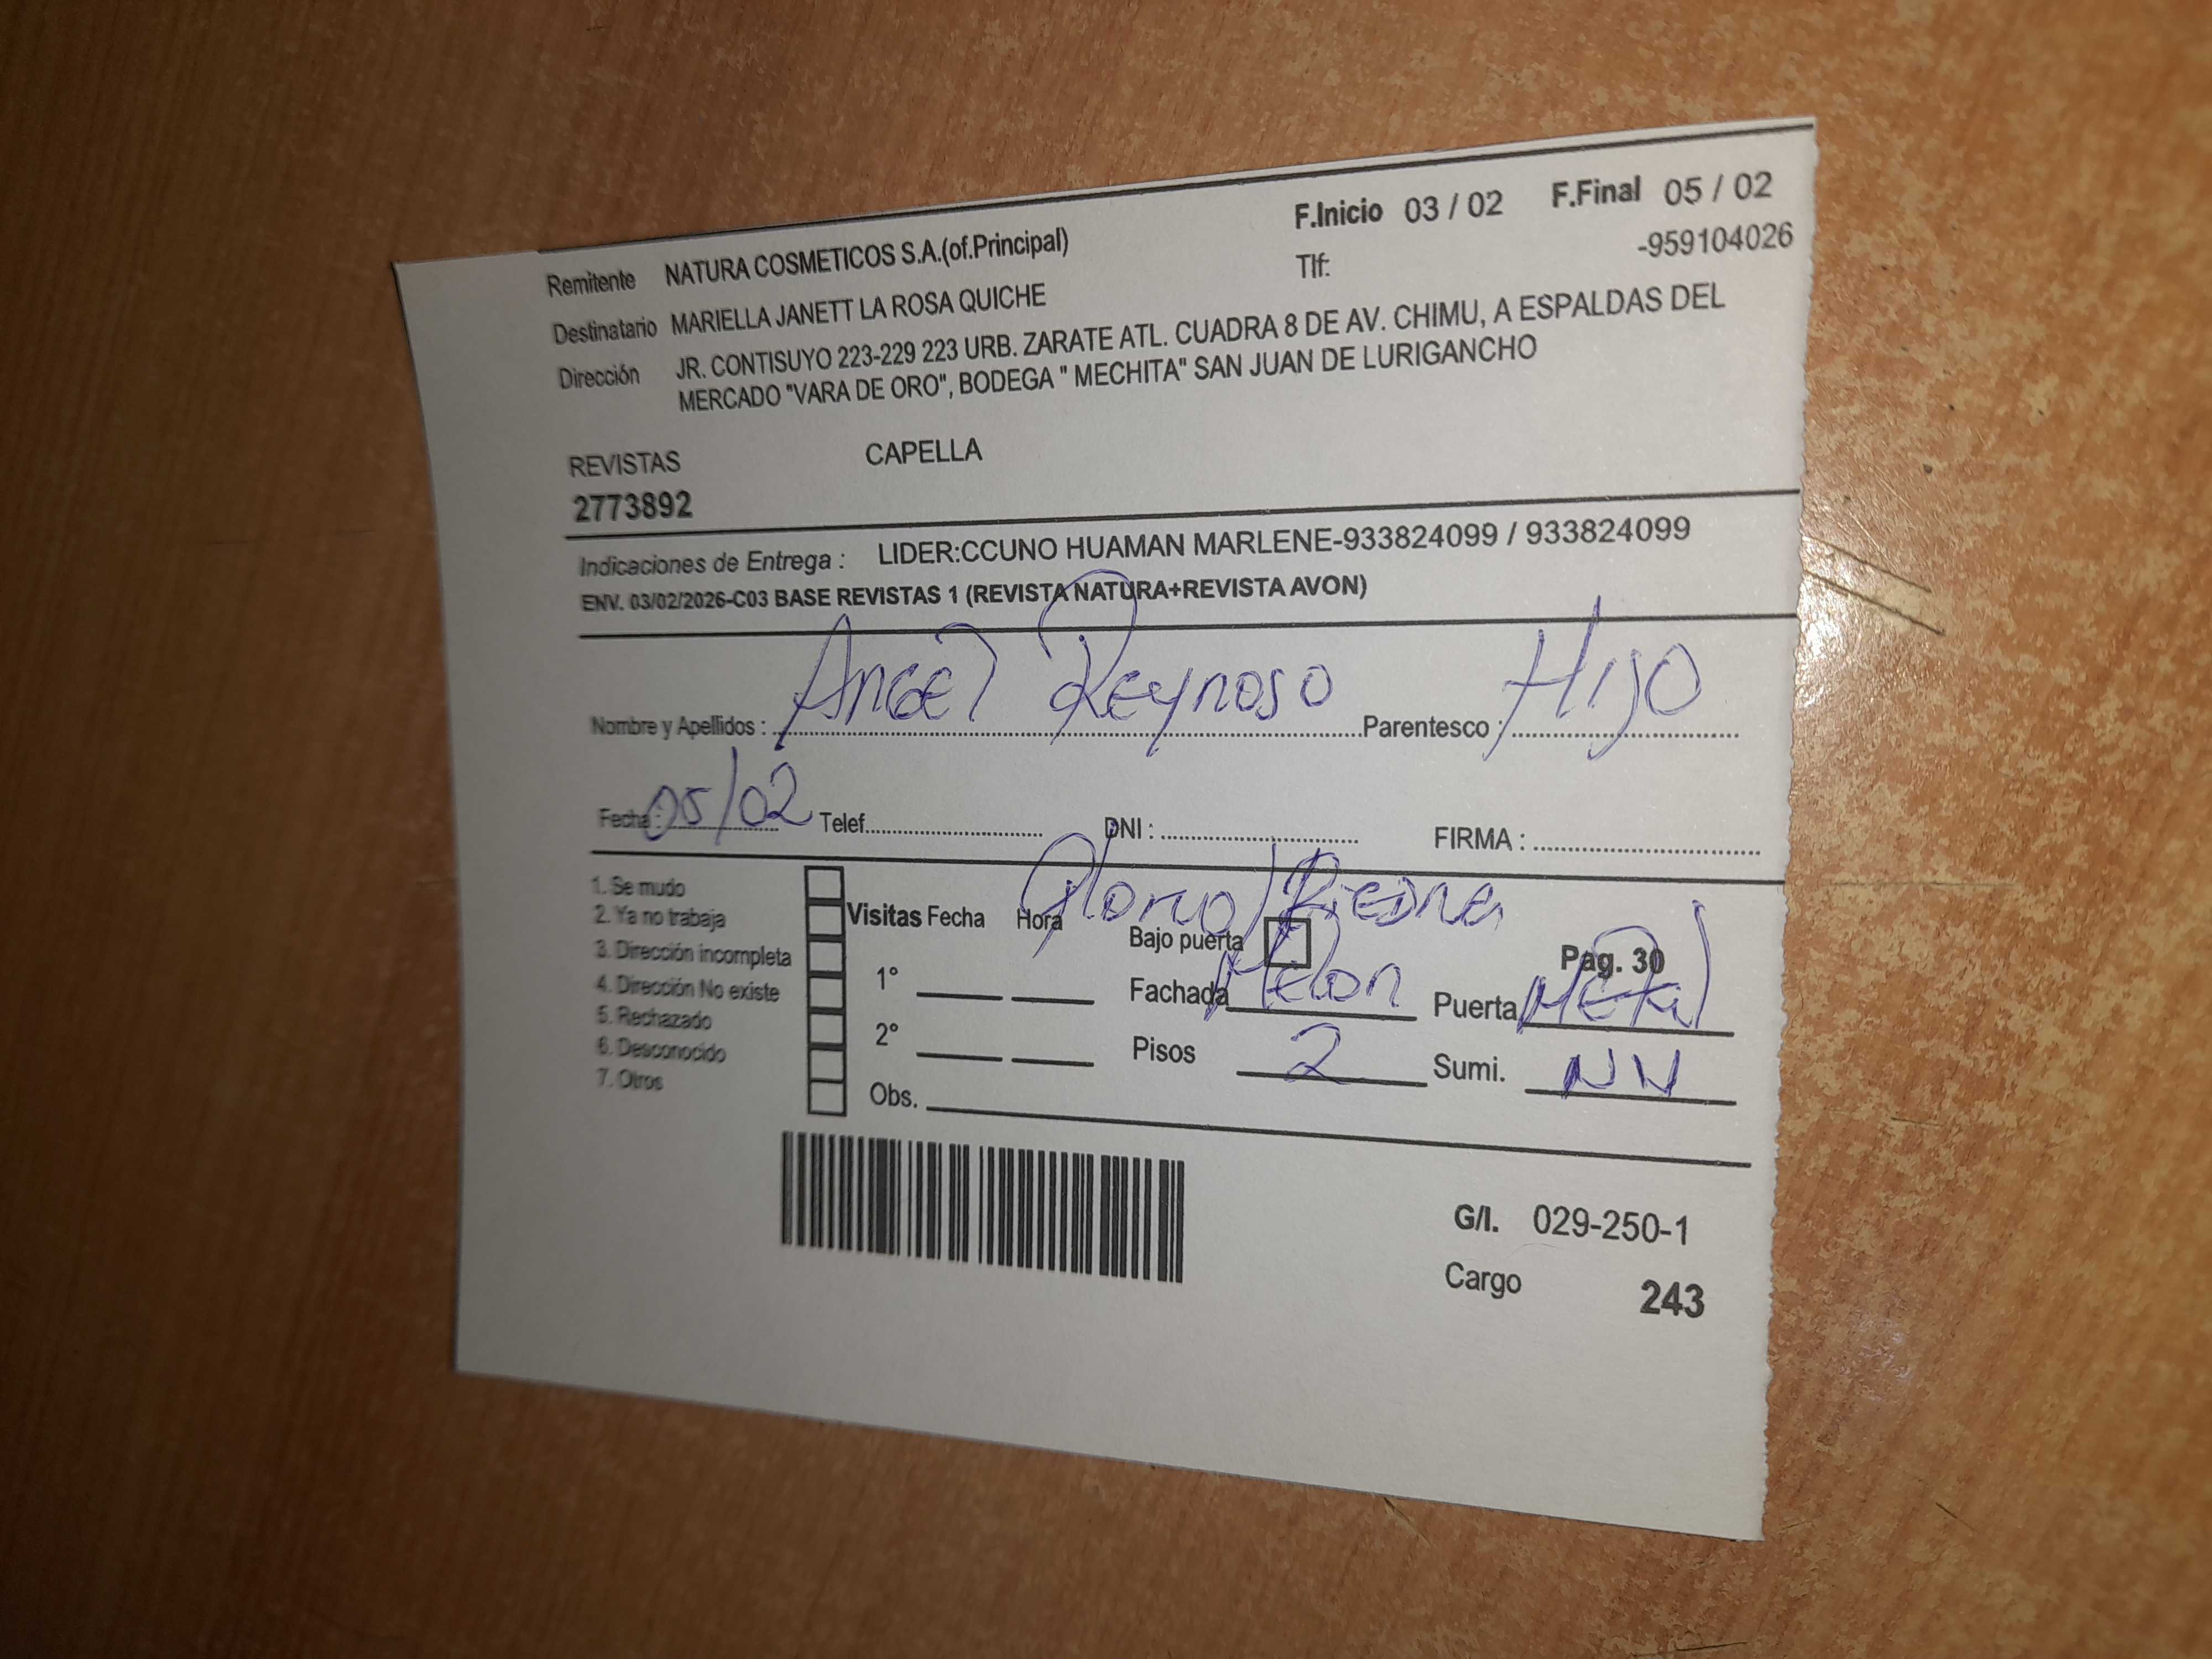 F.Inicio 03 / 02 F.Final 05 / 02
Remitente NATURA COSMETICOS S.A.(of.Principal) Tlf: -959104026
Destinatario MARIELLA JANETT LA ROSA QUICHE
Dirección JR. CONTISUYO 223-229 223 URB. ZARATE ATL. CUADRA 8 DE AV. CHIMU, A ESPALDAS DEL
MERCADO "VARA DE ORO", BODEGA " MECHITA" SAN JUAN DE LURIGANCHO
REVISTAS CAPELLA
2773892
Indicaciones de Entrega : LIDER:CCUNO HUAMAN MARLENE-933824099 / 933824099
ENV. 03/02/2026-C03 BASE REVISTAS 1 (REVISTA NATURA+REVISTA AVON)
Nombre y Apellidos : Angel Reynoso Parentesco : Hijo
Fecha : 05/02 Telef. DNI : FIRMA :
1. Se mudo
2. Ya no trabaja
3. Dirección incompleta
4. Dirección No existe
5. Rechazado
6. Desconocido
7. Otros
Visitas Fecha Hora
1°
2°
Obs.
Bajo puerta Pag. 30
Fachada Puerta Metal
Pisos 2 Sumi. NN
G/I. 029-250-1
Cargo 243